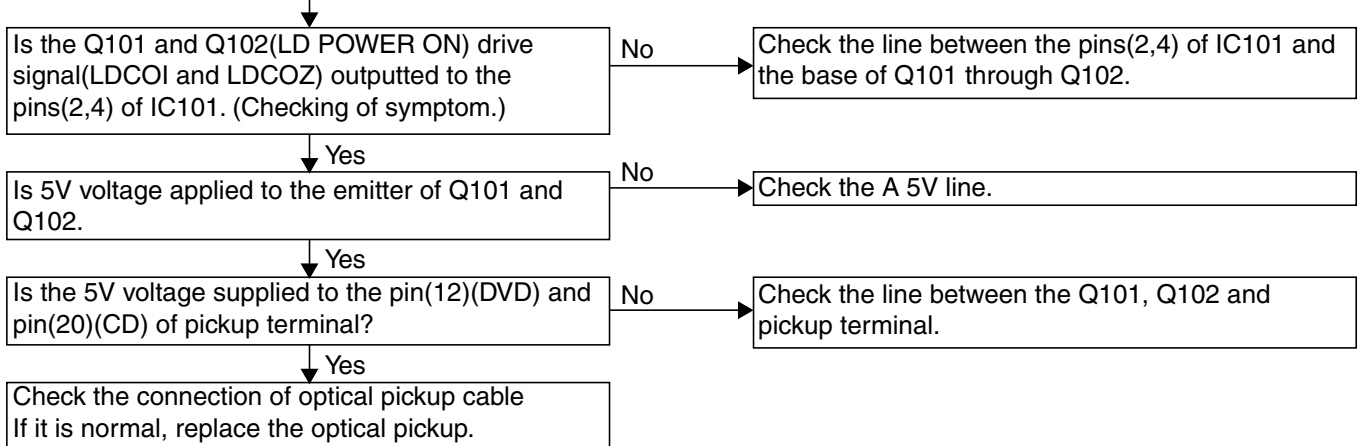 Is the Q101 and Q102(LD POWER ON) drive
signal(LDCOI and LDCOZ) outputted to the
pins(2,4) of IC101. (Checking of symptom.)
No
Check the line between the pins(2,4) of IC101 and
the base of Q101 through Q102.
Yes
Is 5V voltage applied to the emitter of Q101 and
Q102.
No
Check the A 5V line.
Yes
Is the 5V voltage supplied to the pin(12)(DVD) and
pin(20)(CD) of pickup terminal?
No
Check the line between the Q101, Q102 and
pickup terminal.
Yes
Check the connection of optical pickup cable
If it is normal, replace the optical pickup.